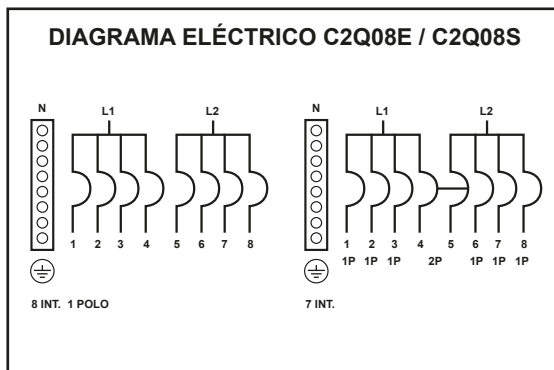 DIAGRAMA ELÉCTRICO C2Q08E / C2Q08S
N L1 L2
1 2 3 4 5 6 7 8
8 INT. 1 POLO
N L1 L2
1 2 3 4 5 6 7 8
1P 1P 1P 2P 1P 1P 1P
7 INT.